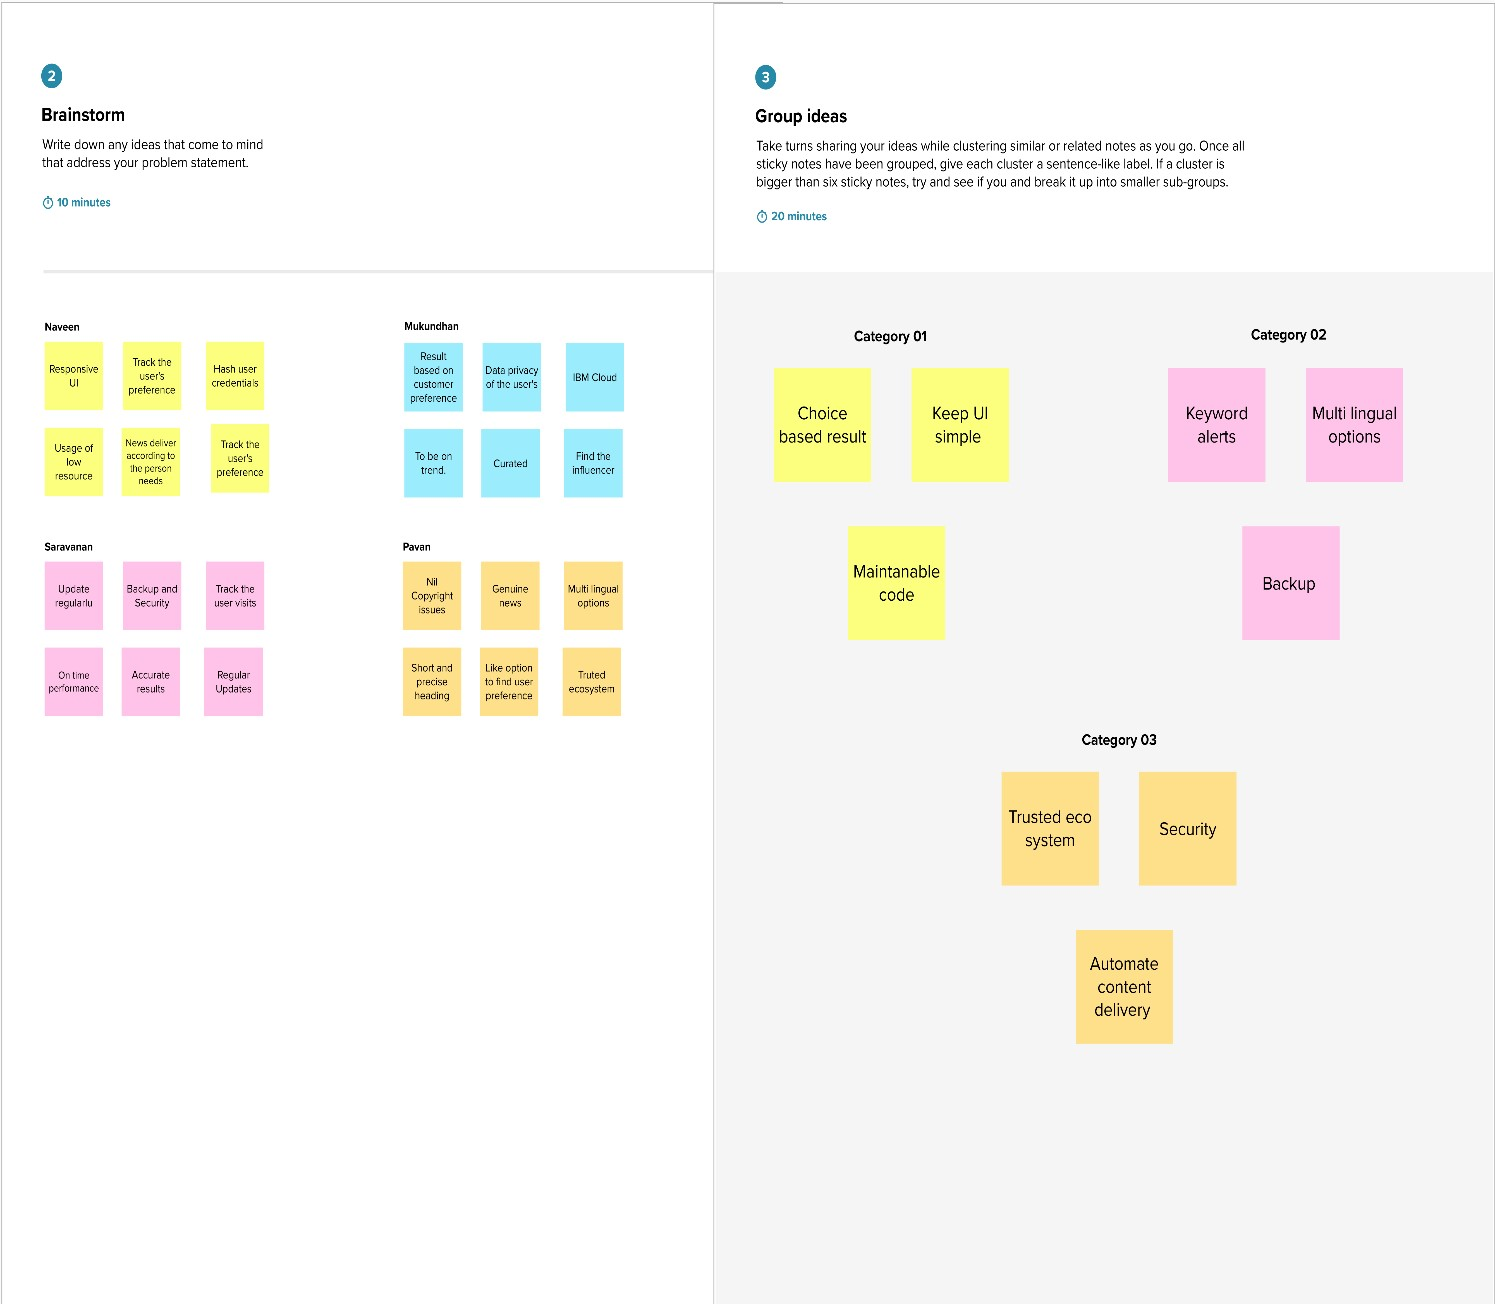 2
Brainstorm
Write down any ideas that come to mind
that address your problem statement.
10 minutes
Naveen
Responsive
UI
Track the
user's
preference
Hash user
credentials
Usage of
low
resource
News deliver
according to
the person
needs
Track the
user's
preference
Mukundhan
Result
based on
customer
preference
Data privacy
of the user's
IBM Cloud
To be on
trend.
Curated
Find the
influencer
Saravanan
Update
regularlu
Backup and
Security
Track the
user visits
On time
performance
Accurate
results
Regular
Updates
Pavan
Nil
Copyright
issues
Genuine
news
Multi lingual
options
Short and
precise
heading
Like option
to find user
preference
Truted
ecosystem
3
Group ideas
Take turns sharing your ideas while clustering similar or related notes as you go. Once all
sticky notes have been grouped, give each cluster a sentence-like label. If a cluster is
bigger than six sticky notes, try and see if you and break it up into smaller sub-groups.
20 minutes
Category 01
Choice
based result
Keep UI
simple
Maintanable
code
Category 02
Keyword
alerts
Multi lingual
options
Backup
Category 03
Trusted eco
system
Security
Automate
content
delivery